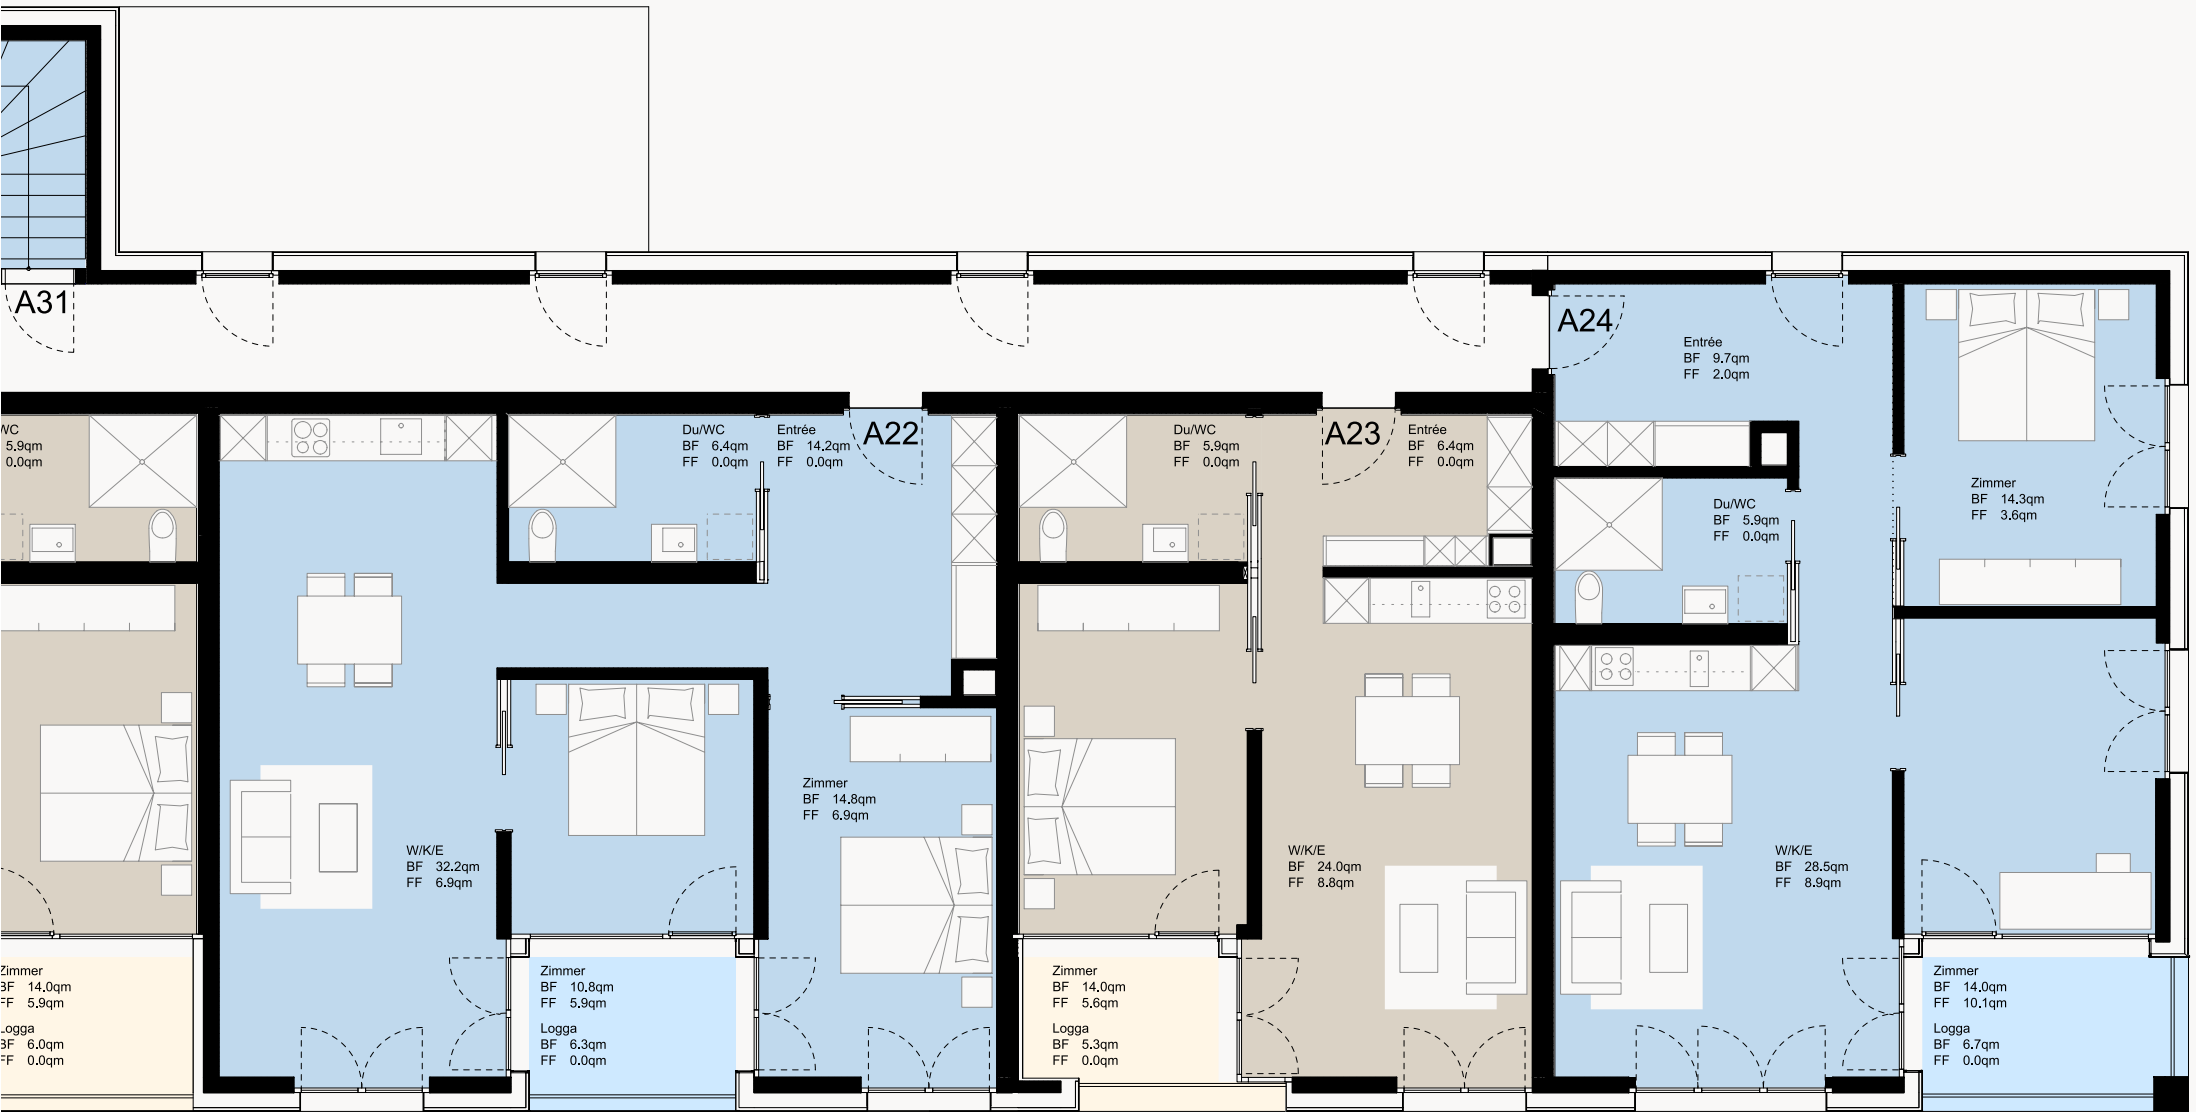 A31
WC
5.9qm
0.0qm
Zimmer
BF 14.0qm
FF 5.9qm
Logga
BF 6.0qm
FF 0.0qm
W/K/E
BF 32.2qm
FF 6.9qm
Du/WC
BF 6.4qm
FF 0.0qm
Entrée
BF 14.2qm
FF 0.0qm
A22
Zimmer
BF 14.8qm
FF 6.9qm
Zimmer
BF 10.8qm
FF 5.9qm
Logga
BF 6.3qm
FF 0.0qm
Du/WC
BF 5.9qm
FF 0.0qm
A23
Entrée
BF 6.4qm
FF 0.0qm
W/K/E
BF 24.0qm
FF 8.8qm
Zimmer
BF 14.0qm
FF 5.6qm
Logga
BF 5.3qm
FF 0.0qm
A24
Entrée
BF 9.7qm
FF 2.0qm
Zimmer
BF 14.3qm
FF 3.6qm
Du/WC
BF 5.9qm
FF 0.0qm
W/K/E
BF 28.5qm
FF 8.9qm
Zimmer
BF 14.0qm
FF 10.1qm
Logga
BF 6.7qm
FF 0.0qm